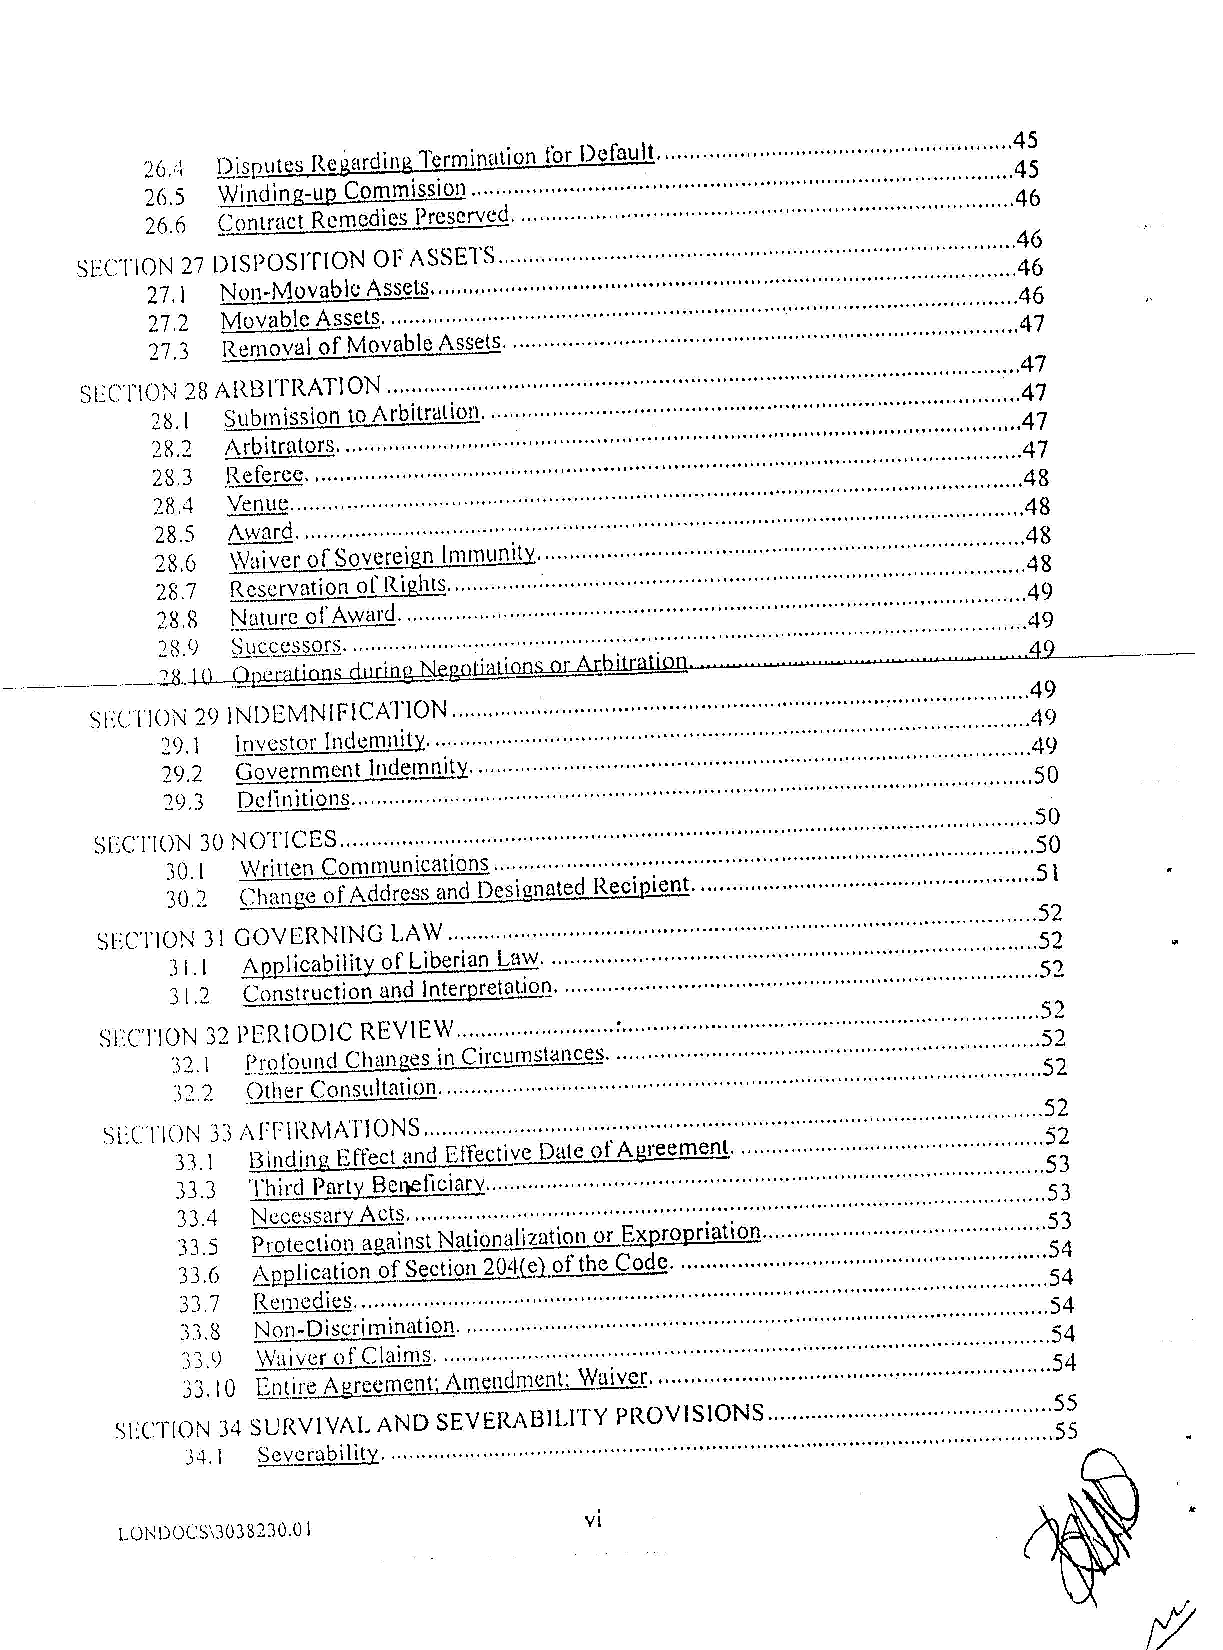 26.4 Disputes Regarding Termination for Default. ....45
26.5 Winding-up Commission ....45
26.6 Contract Remedies Preserved. ....46
SECTION 27 DISPOSITION OF ASSETS ....46
27.1 Non-Movable Assets. ....46
27.2 Movable Assets. ....46
27.3 Removal of Movable Assets. ....47
SECTION 28 ARBITRATION ....47
28.1 Submission to Arbitration. ....47
28.2 Arbitrators. ....47
28.3 Referee. ....47
28.4 Venue. ....48
28.5 Award. ....48
28.6 Waiver of Sovereign Immunity. ....48
28.7 Reservation of Rights. ....48
28.8 Nature of Award. ....49
28.9 Successors. ....49
28.10 Operations during Negotiations or Arbitration. ....49
SECTION 29 INDEMNIFICATION ....49
29.1 Investor Indemnity. ....49
29.2 Government Indemnity. ....49
29.3 Definitions. ....50
SECTION 30 NOTICES ....50
30.1 Written Communications ....50
30.2 Change of Address and Designated Recipient. ....51
SECTION 31 GOVERNING LAW ....52
31.1 Applicability of Liberian Law. ....52
31.2 Construction and Interpretation. ....52
SECTION 32 PERIODIC REVIEW ....52
32.1 Profound Changes in Circumstances. ....52
32.2 Other Consultation. ....52
SECTION 33 AFFIRMATIONS ....52
33.1 Binding Effect and Effective Date of Agreement. ....52
33.3 Third Party Beneficiary. ....53
33.4 Necessary Acts. ....53
33.5 Protection against Nationalization or Expropriation. ....53
33.6 Application of Section 204(e) of the Code. ....54
33.7 Remedies. ....54
33.8 Non-Discrimination. ....54
33.9 Waiver of Claims. ....54
33.10 Entire Agreement; Amendment; Waiver. ....54
SECTION 34 SURVIVAL AND SEVERABILITY PROVISIONS ....55
34.1 Severability. ....55
vi
LONDOCS\3038230.01